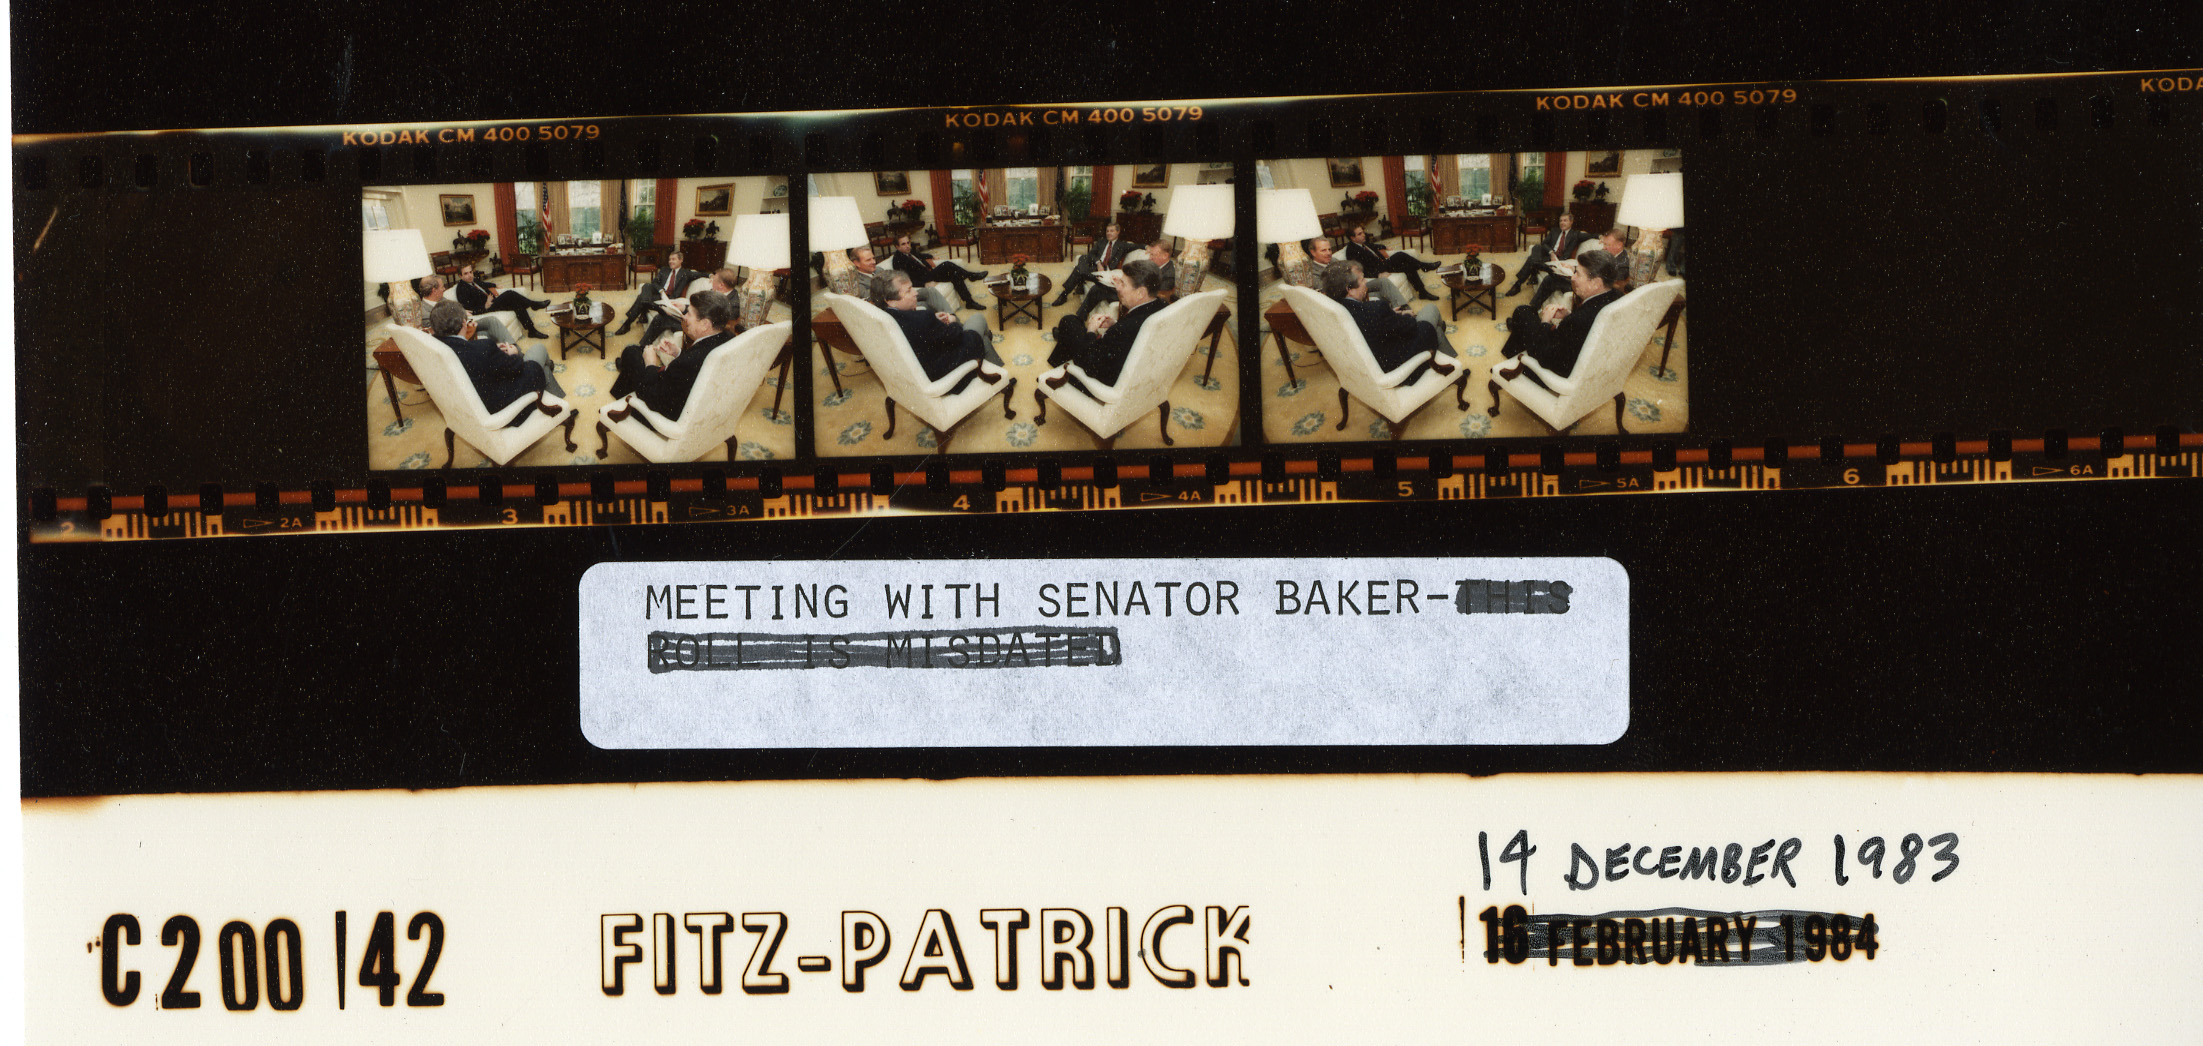 KODAK CM 400 5079
KODAK CM 400 5079
KODAK CM 400 5079
KODA
2
2A
3
3A
4
4A
5
5A
6
6A
MEETING WITH SENATOR BAKER-THIS
ROLL IS MISDATED
14 DECEMBER 1983
C200142
FITZ-PATRICK
16 FEBRUARY 1984